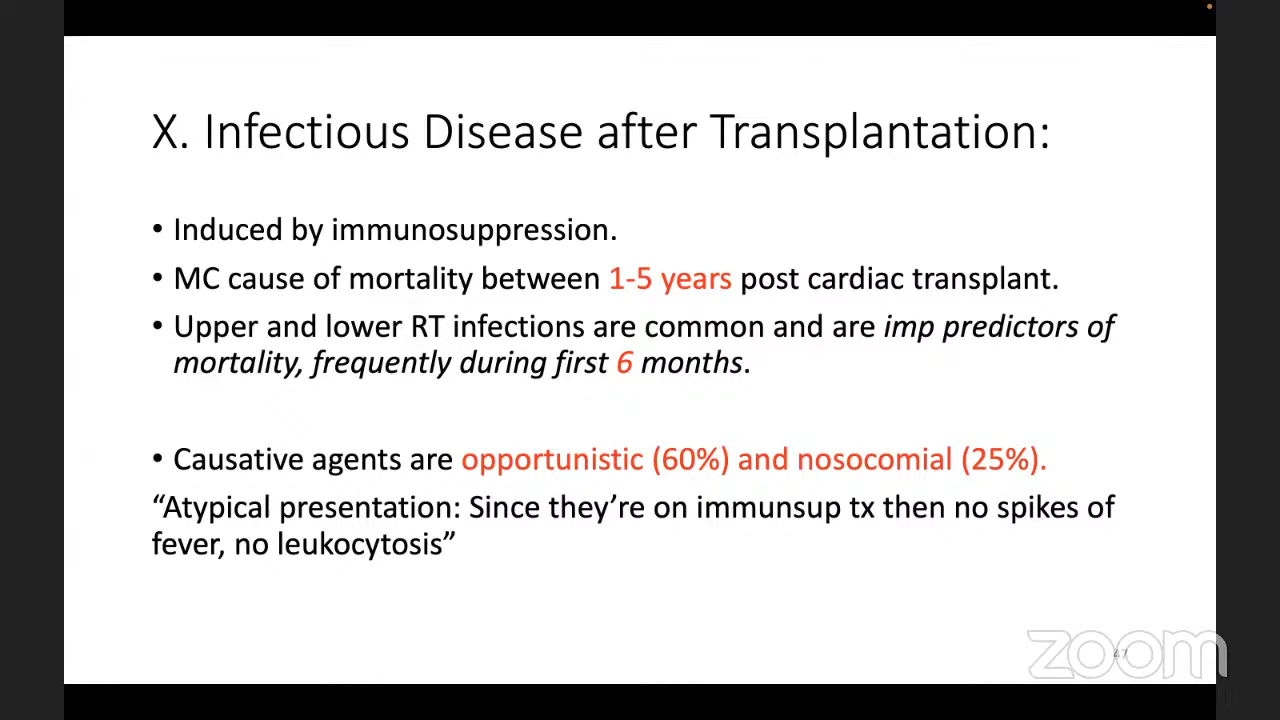 X. Infectious Disease after Transplantation:
• Induced by immunosuppression.
• MC cause of mortality between 1-5 years post cardiac transplant.
• Upper and lower RT infections are common and are imp predictors of
mortality, frequently during first 6 months.
• Causative agents are opportunistic (60%) and nosocomial (25%).
“Atypical presentation: Since they’re on immunsup tx then no spikes of
fever, no leukocytosis”
47
zoom